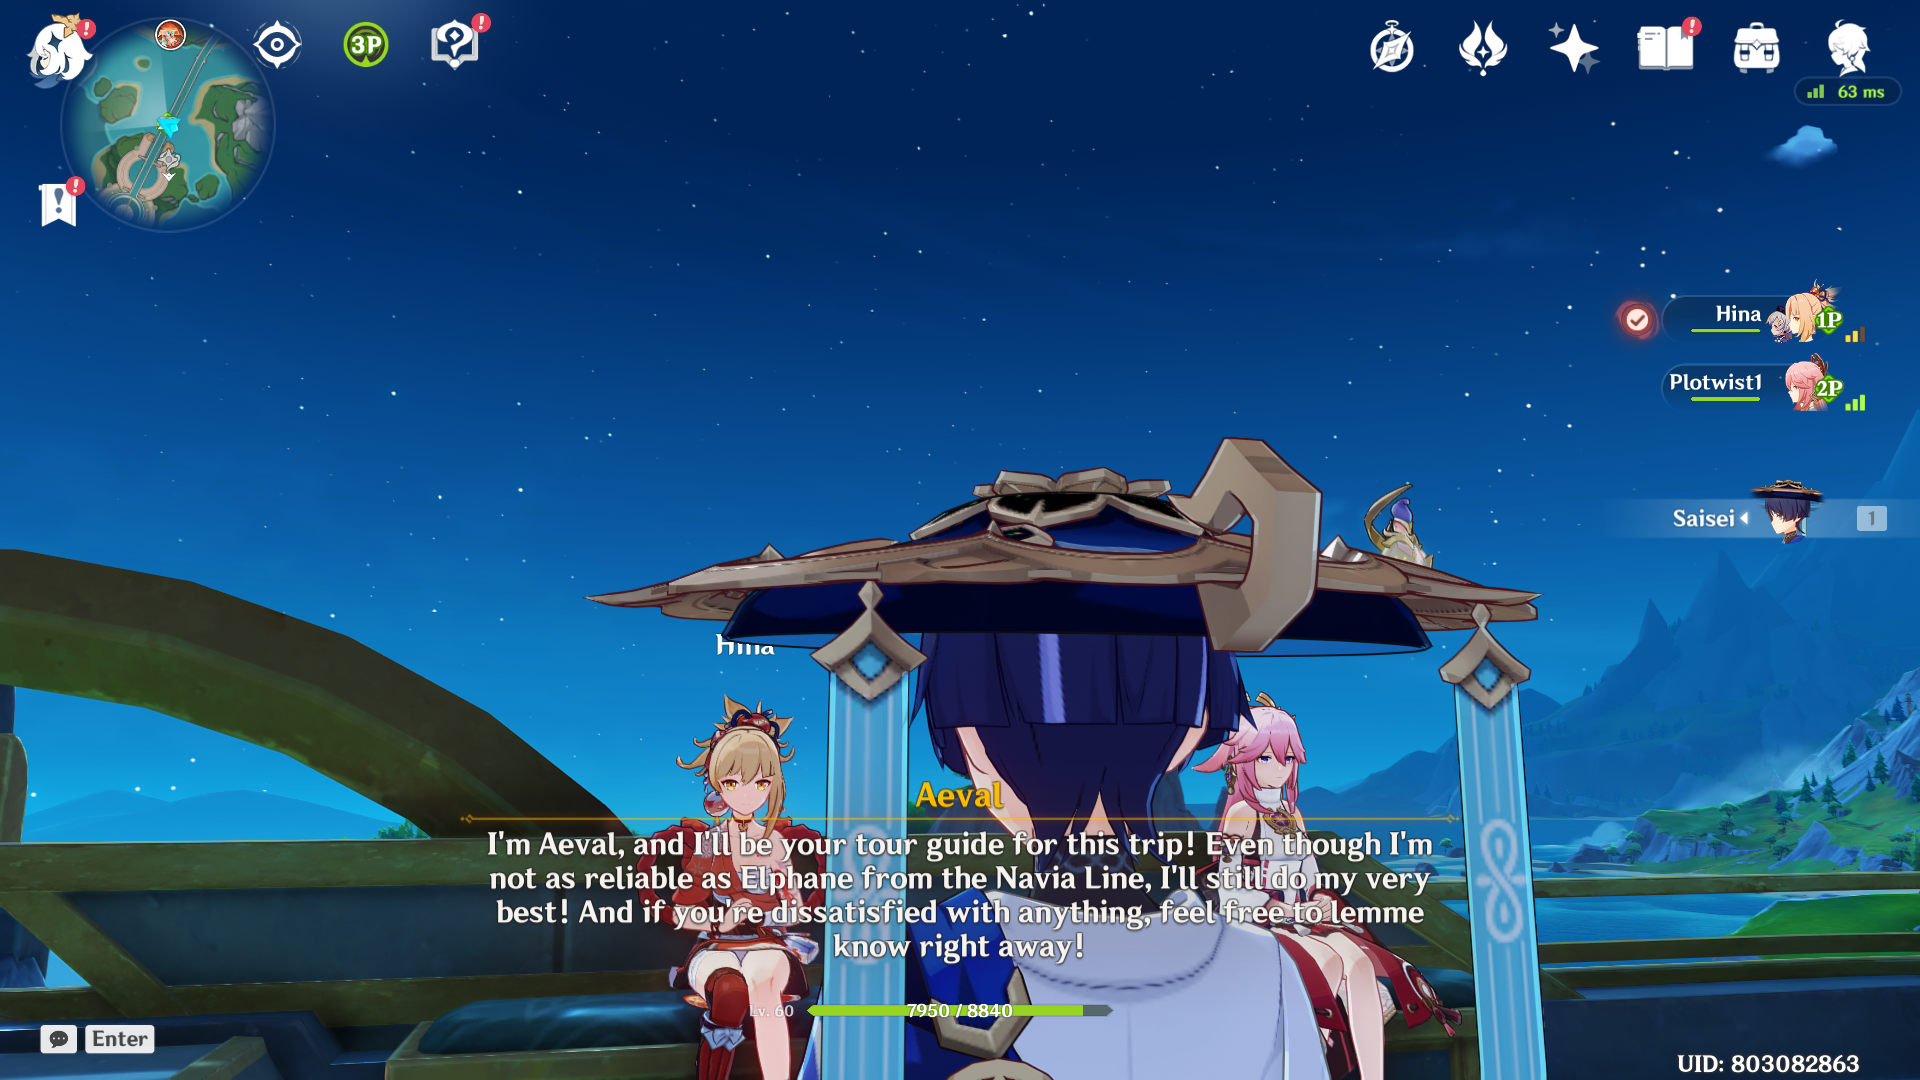 3P
63 ms
Hina
1P
Plotwist1
2P
Saisei
1
Hina
Aeval
I'm Aeval, and I'll be your tour guide for this trip! Even though I'm
not as reliable as Elphane from the Navia Line, I'll still do my very
best! And if you're dissatisfied with anything, feel free to lemme
know right away!
Lv. 60
7950 / 8840
Enter
UID: 803082863